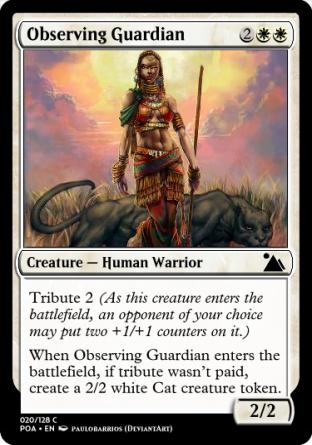 Observing Guardian 2
Creature — Human Warrior
Tribute 2 (As this creature enters the
battlefield, an opponent of your choice
may put two +1/+1 counters on it.)
When Observing Guardian enters the
battlefield, if tribute wasn't paid,
create a 2/2 white Cat creature token.
2/2
020/128 C
POA • EN PAULOBARRIOS (DEVIANTART)